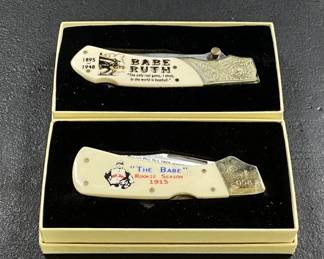 1895
1948
BABE
RUTH
"The only real game, I think,
in the world is baseball."
"THE BABE"
ROOKIE SEASON
1915